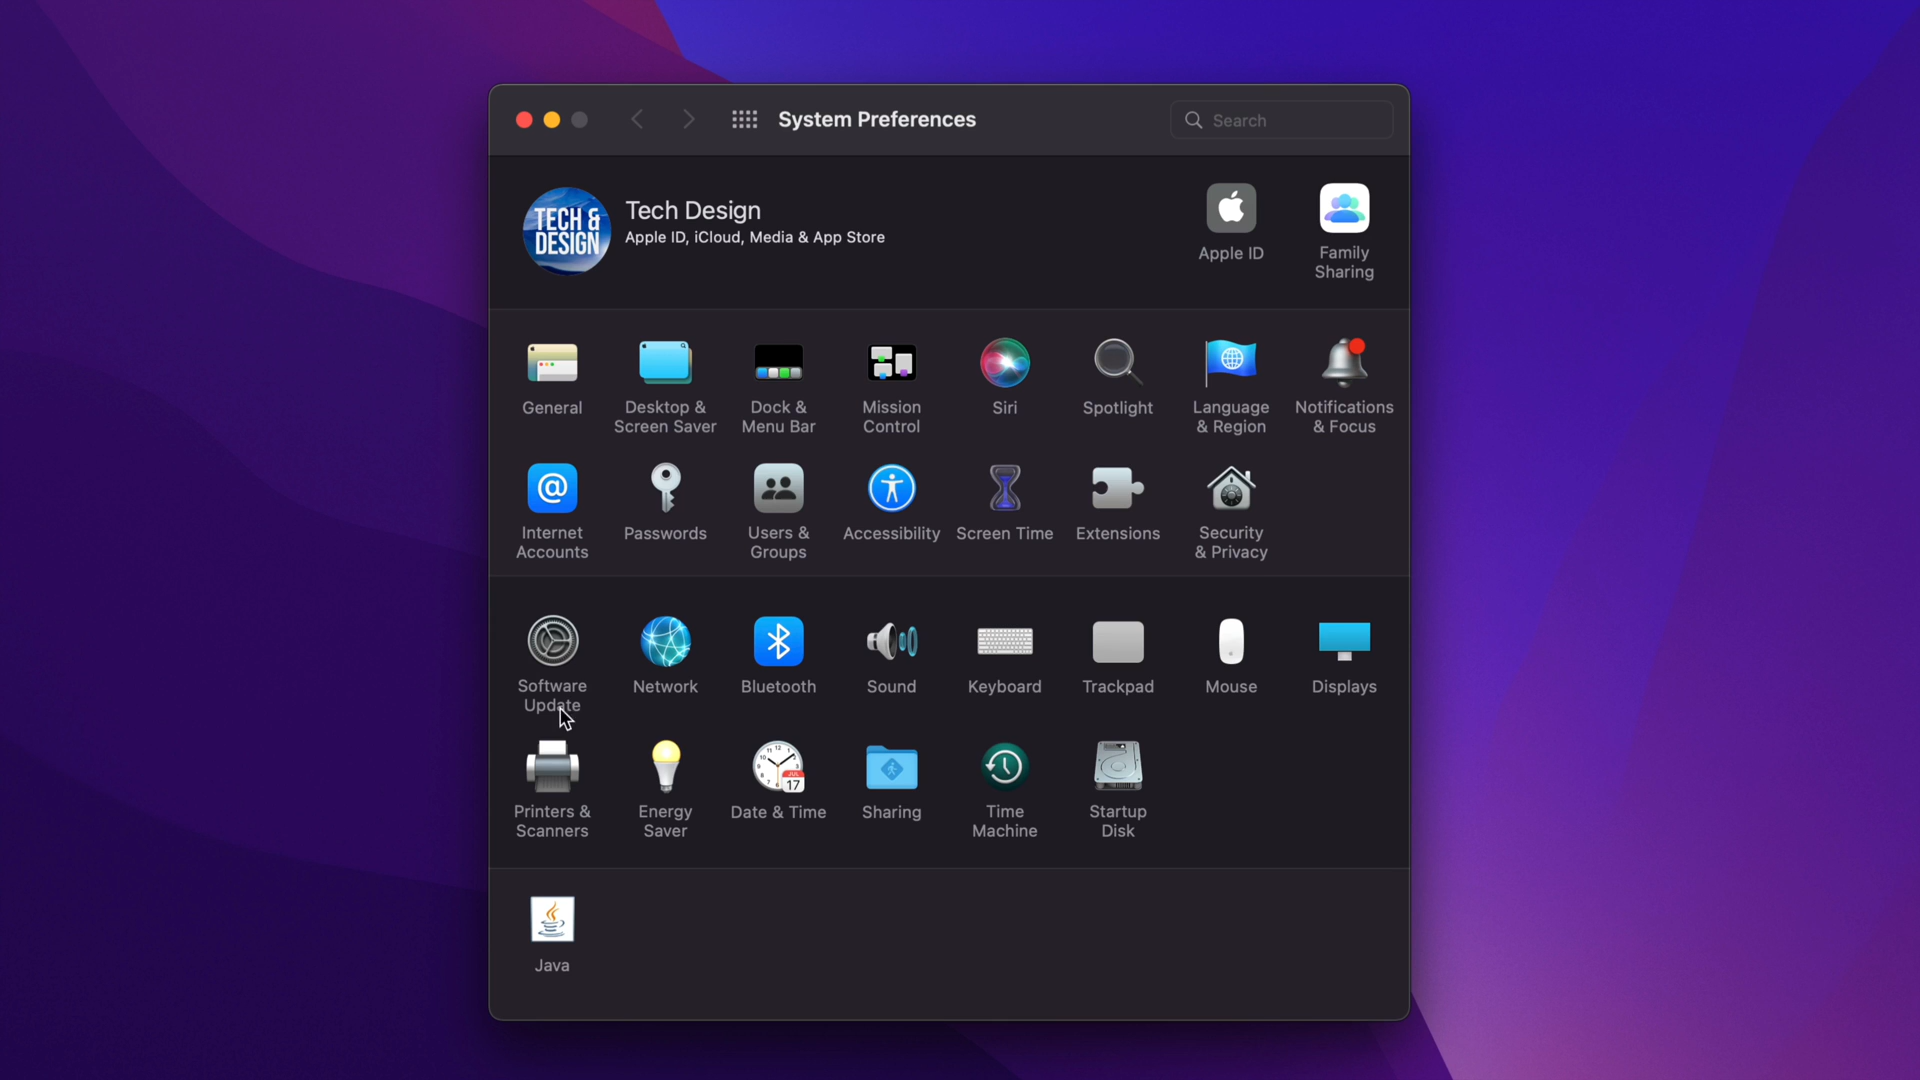 System Preferences
Search
TECH &
DESIGN
Tech Design
Apple ID, iCloud, Media & App Store
Apple ID
Family
Sharing
General
Desktop &
Screen Saver
Dock &
Menu Bar
Mission
Control
Siri
Spotlight
Language
& Region
Notifications
& Focus
@
Internet
Accounts
Passwords
Users &
Groups
Accessibility
Screen Time
Extensions
Security
& Privacy
Software
Update
Network
Bluetooth
Sound
Keyboard
Trackpad
Mouse
Displays
Printers &
Scanners
Energy
Saver
JUL
17
Date & Time
Sharing
Time
Machine
Startup
Disk
Java